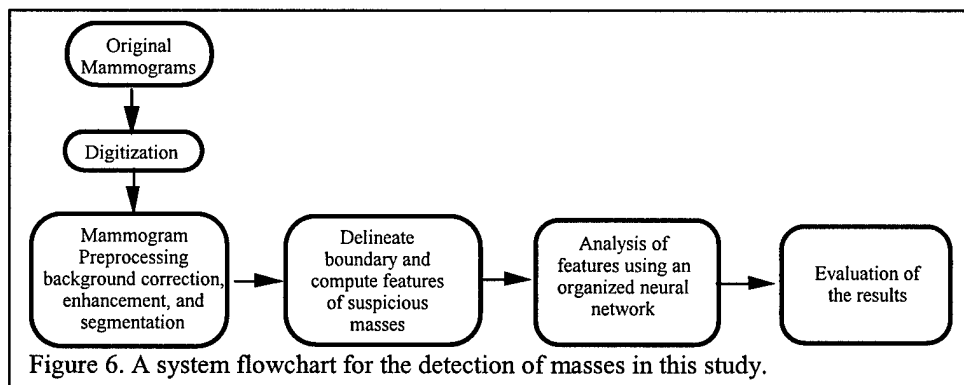 Original
Mammograms
Digitization
Mammogram
Preprocessing
background correction,
enhancement, and
segmentation
Delineate
boundary and
compute features
of suspicious
masses
Analysis of
features using an
organized neural
network
Evaluation of
the results
Figure 6. A system flowchart for the detection of masses in this study.